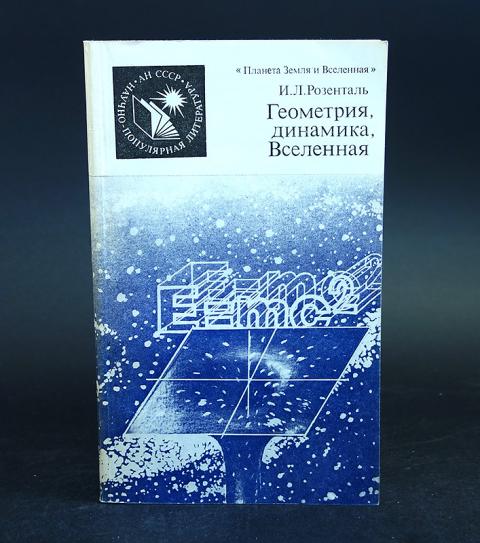 НАУЧНО-ПОПУЛЯРНАЯ ЛИТЕРАТУРА • АН СССР •
« Планета Земля и Вселенная »
И.Л.Розенталь
Геометрия,
динамика,
Вселенная
E=mc²